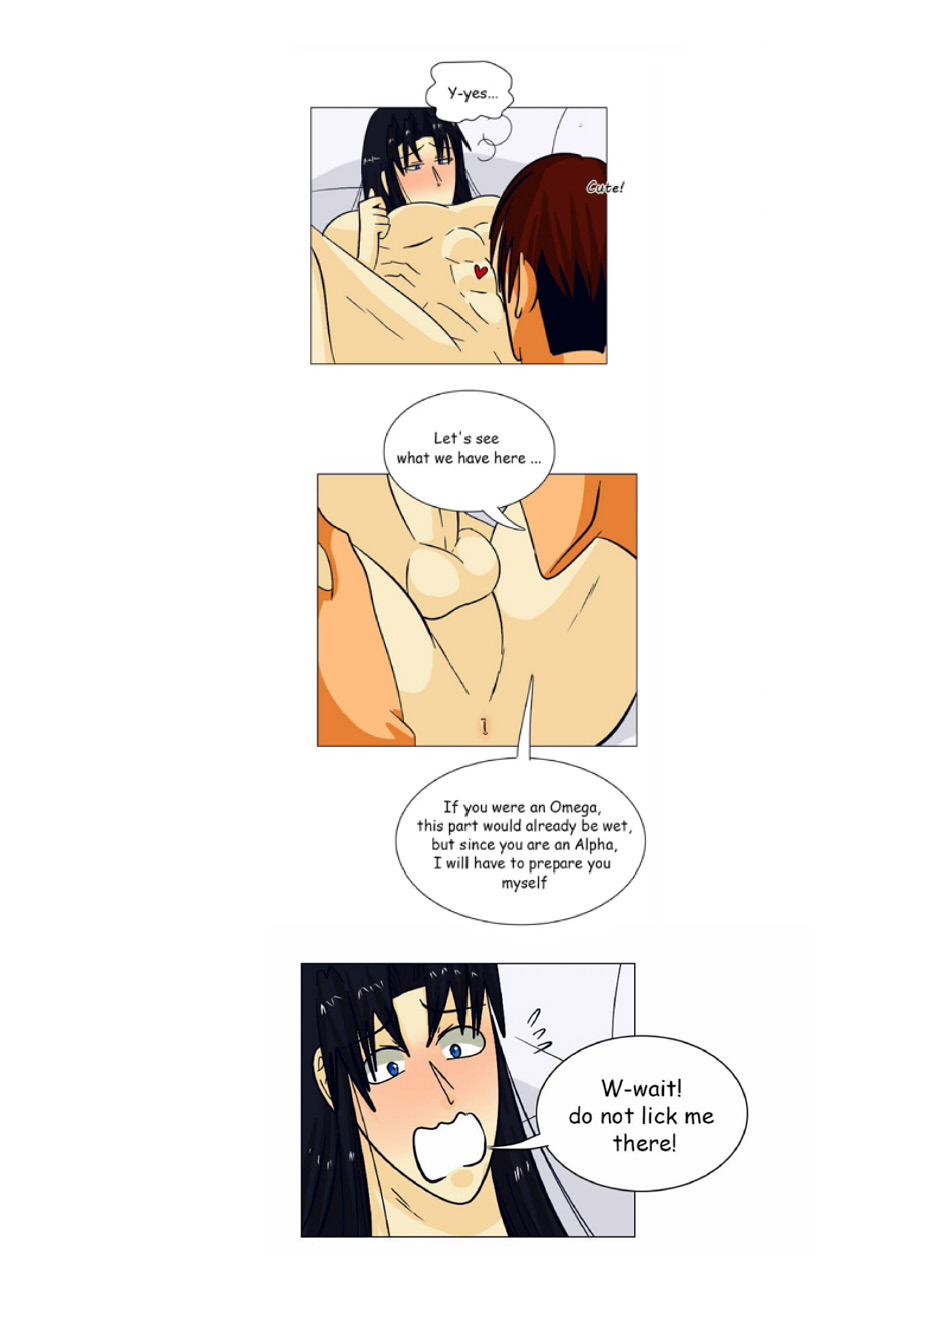 Y-yes...
Cute!
Let's see
what we have here ...
If you were an Omega,
this part would already be wet,
but since you are an Alpha,
I will have to prepare you
myself
W-wait!
do not lick me
there!